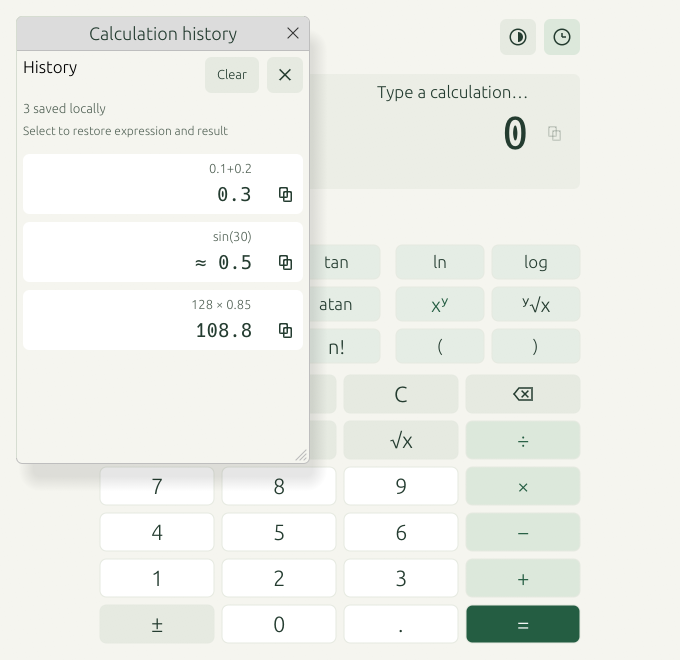 Calculation history
History
Clear
3 saved locally
Select to restore expression and result
0.1+0.2
0.3
sin(30)
≈ 0.5
128 × 0.85
108.8
Type a calculation…
0
tan
ln
log
atan
xʸ
ʸ√x
n!
(
)
C
√x
÷
7
8
9
×
4
5
6
−
1
2
3
+
±
0
.
=